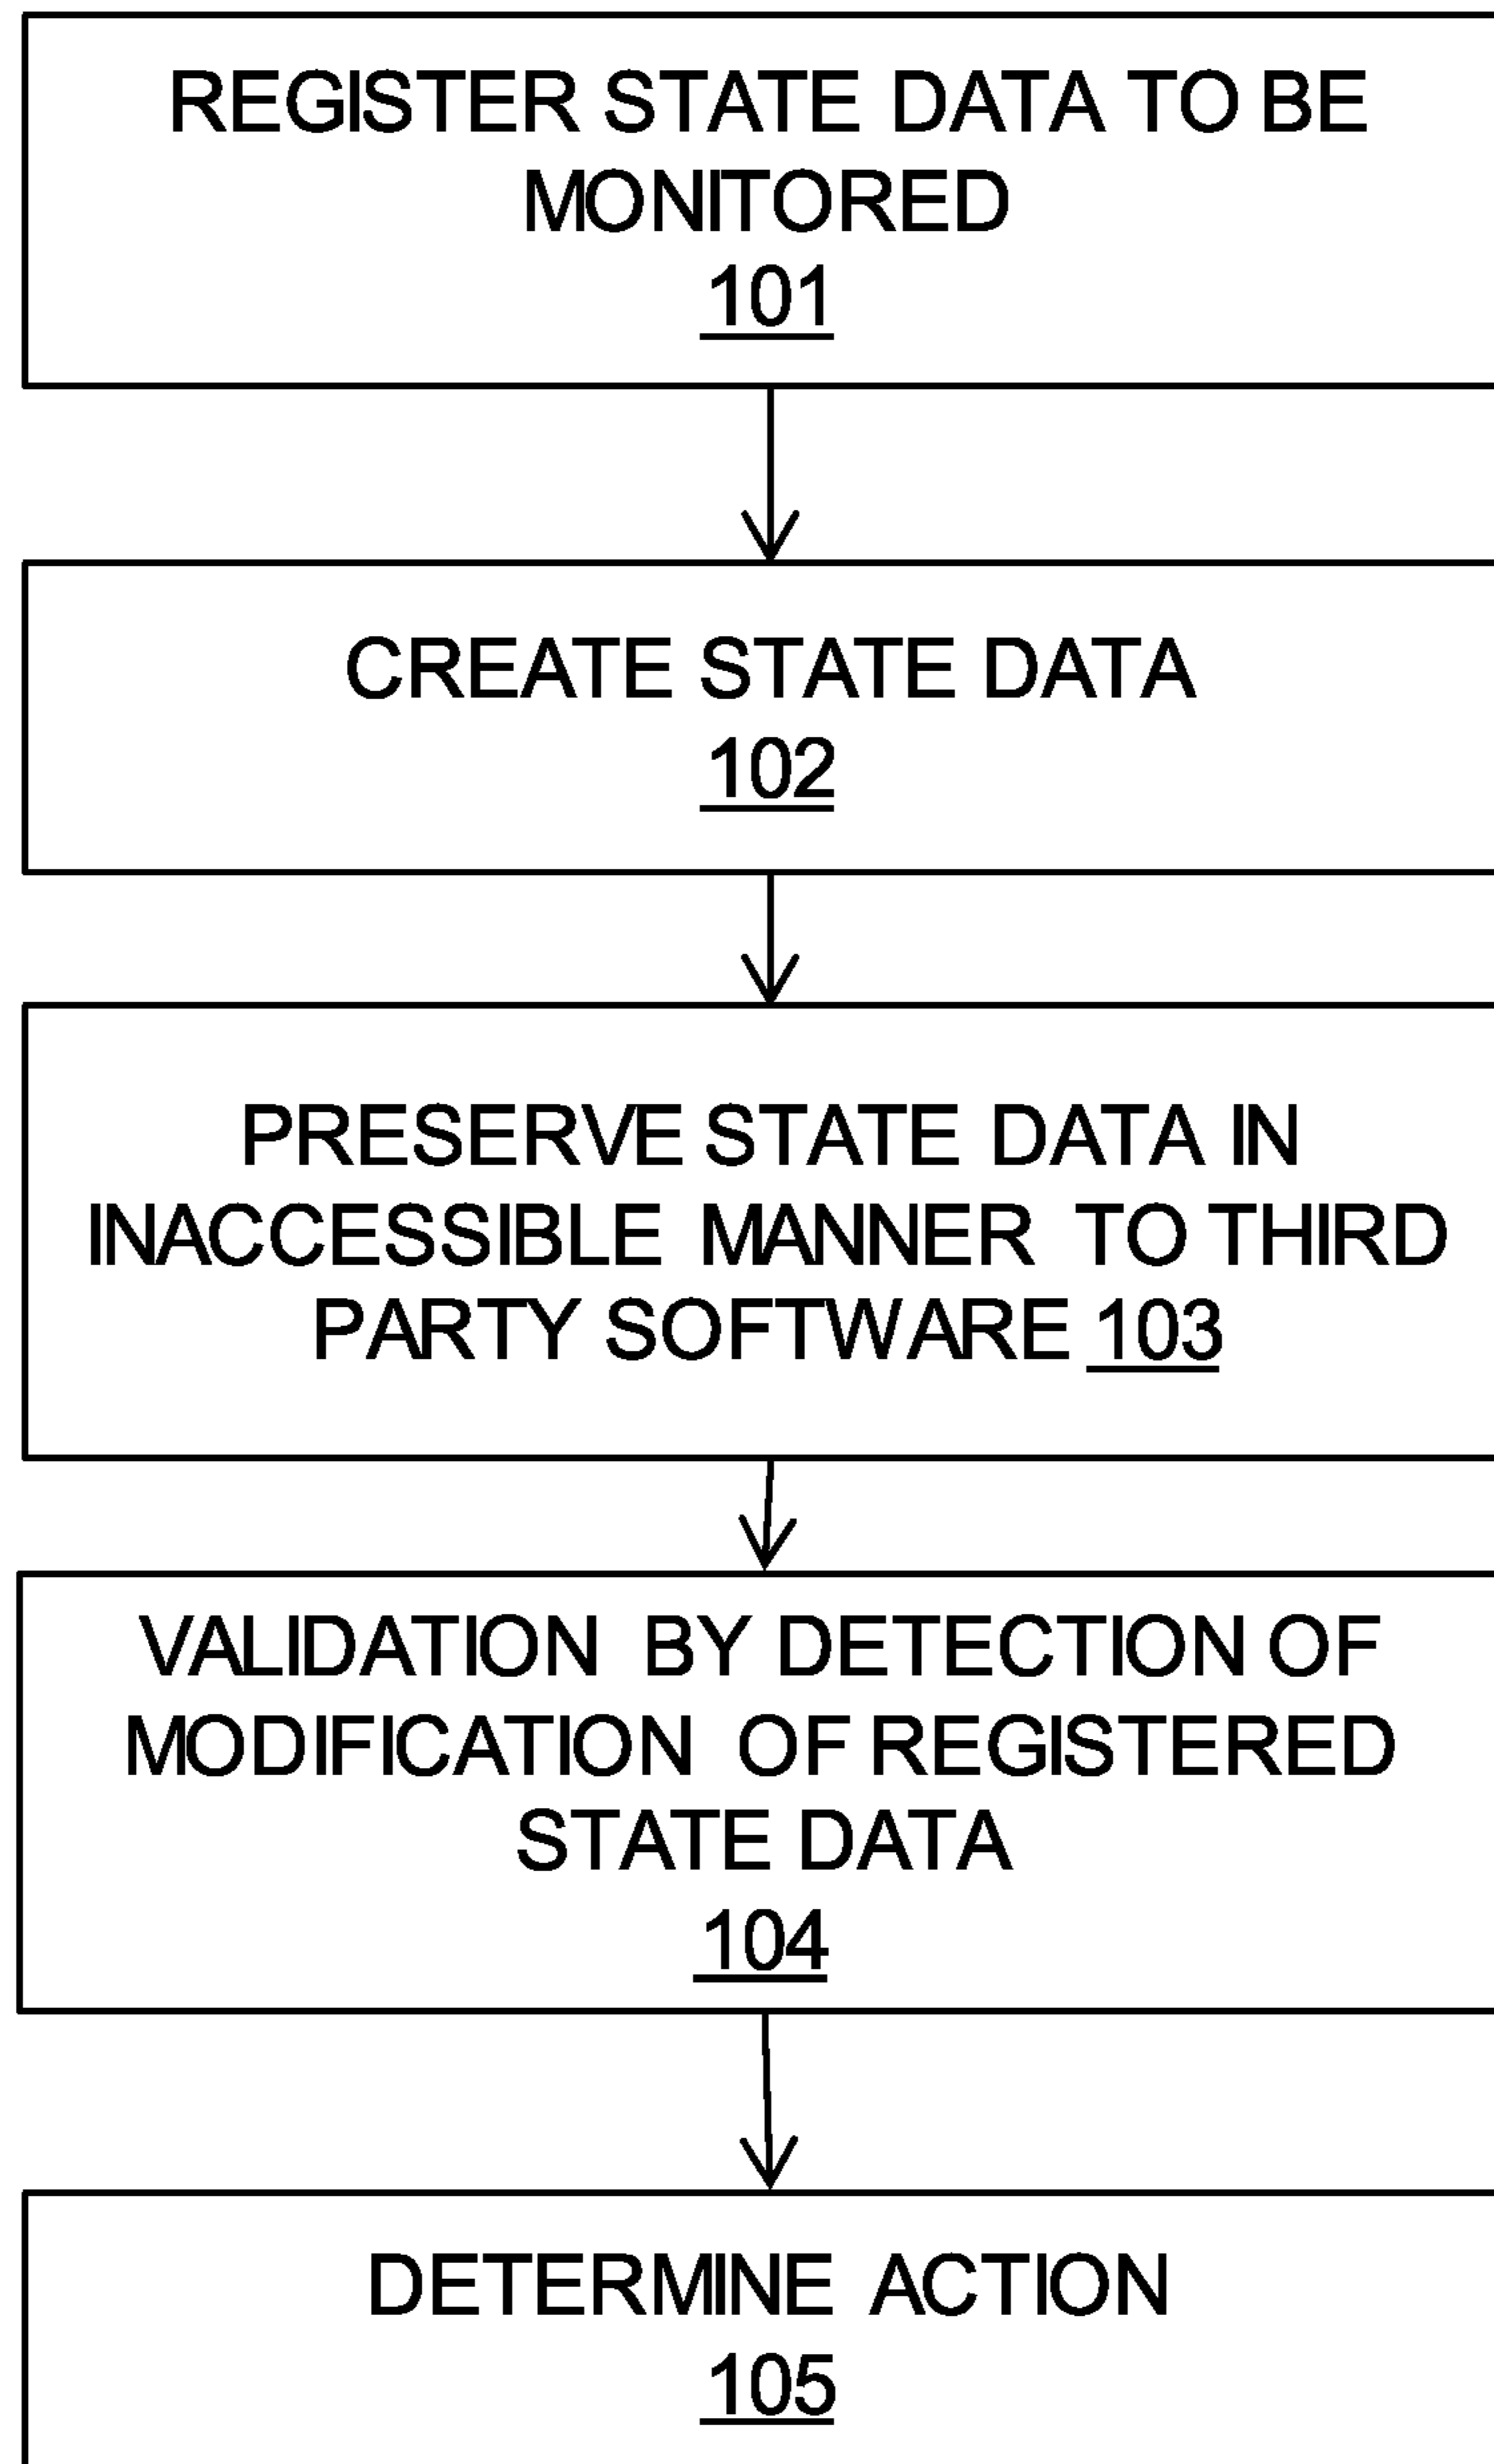 REGISTER STATE DATA TO BE
MONITORED
101
CREATE STATE DATA
102
PRESERVE STATE DATA IN
INACCESSIBLE MANNER TO THIRD
PARTY SOFTWARE 103
VALIDATION BY DETECTION OF
MODIFICATION OF REGISTERED
STATE DATA
104
DETERMINE ACTION
105